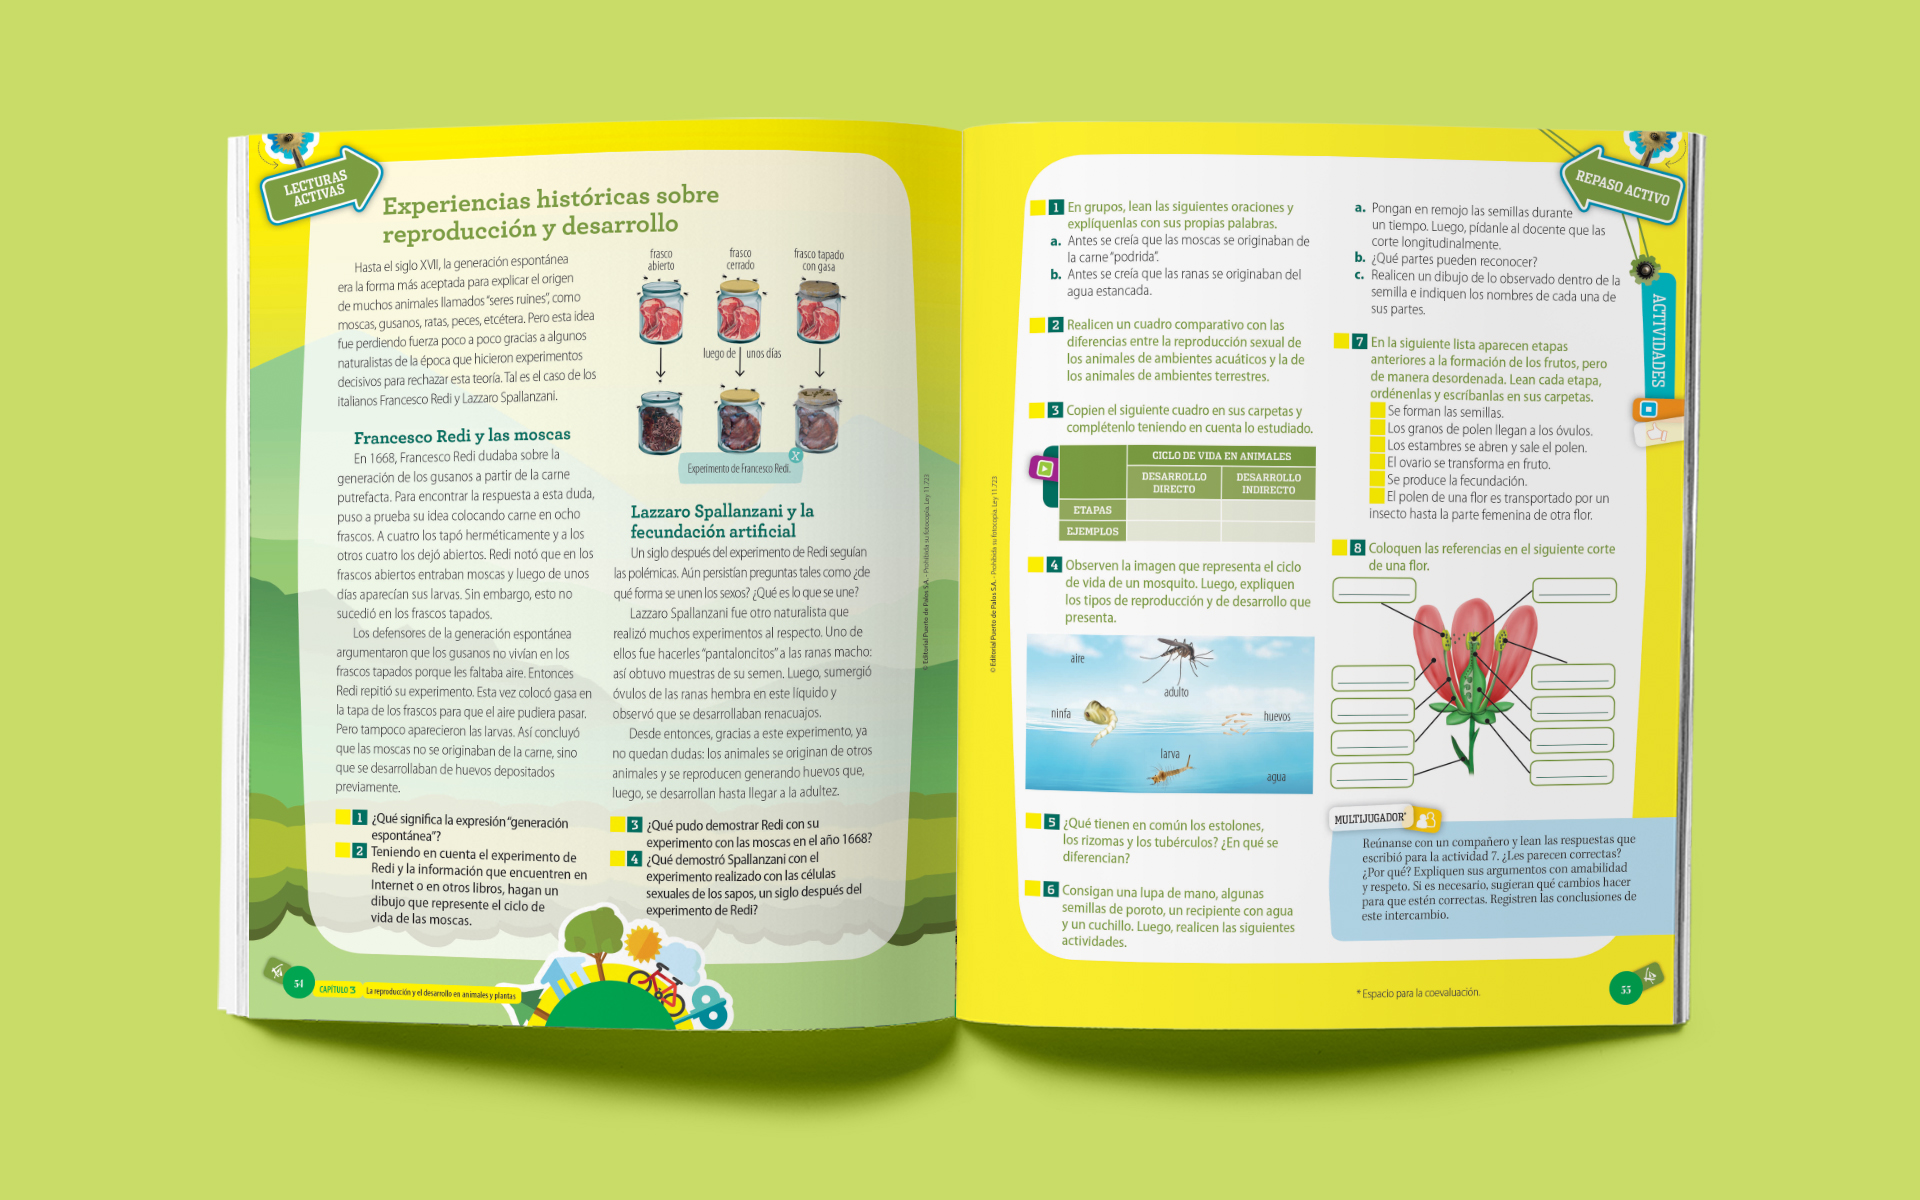 LECTURAS
ACTIVAS
Experiencias históricas sobre
reproducción y desarrollo
Hasta el siglo XVII, la generación espontánea
era la forma más aceptada para explicar el origen
de muchos animales llamados “seres ruines”, como
moscas, gusanos, ratas, peces, etcétera. Pero esta idea
fue perdiendo fuerza poco a poco gracias a algunos
naturalistas de la época que hicieron experimentos
decisivos para rechazar esta teoría. Tal es el caso de los
italianos Francesco Redi y Lazzaro Spallanzani.
Francesco Redi y las moscas
En 1668, Francesco Redi dudaba sobre la
generación de los gusanos a partir de la carne
putrefacta. Para encontrar la respuesta a esta duda,
puso a prueba su idea colocando carne en ocho
frascos. A cuatro los tapó herméticamente y a los
otros cuatro los dejó abiertos. Redi notó que en los
frascos abiertos entraban moscas y luego de unos
días aparecían sus larvas. Sin embargo, esto no
sucedió en los frascos tapados.
Los defensores de la generación espontánea
argumentaron que los gusanos no vivían en los
frascos tapados porque les faltaba aire. Entonces
Redi repitió su experimento. Esta vez colocó gasa en
la tapa de los frascos para que el aire pudiera pasar.
Pero tampoco aparecieron las larvas. Así concluyó
que las moscas no se originaban de la carne, sino
que se desarrollaban de huevos depositados
previamente.
1 ¿Qué significa la expresión “generación
espontánea”?
2 Teniendo en cuenta el experimento de
Redi y la información que encuentren en
Internet o en otros libros, hagan un
dibujo que represente el ciclo de
vida de las moscas.
frasco
abierto
frasco
cerrado
frasco tapado
con gasa
luego de unos días
Experimento de Francesco Redi.
X
Lazzaro Spallanzani y la
fecundación artificial
Un siglo después del experimento de Redi seguían
las polémicas. Aún persistían preguntas tales como ¿de
qué forma se unen los sexos? ¿Qué es lo que se une?
Lazzaro Spallanzani fue otro naturalista que
realizó muchos experimentos al respecto. Uno de
ellos fue hacerles “pantaloncitos” a las ranas macho:
así obtuvo muestras de su semen. Luego, sumergió
óvulos de las ranas hembra en este líquido y
observó que se desarrollaban renacuajos.
Desde entonces, gracias a este experimento, ya
no quedan dudas: los animales se originan de otros
animales y se reproducen generando huevos que,
luego, se desarrollan hasta llegar a la adultez.
3 ¿Qué pudo demostrar Redi con su
experimento con las moscas en el año 1668?
4 ¿Qué demostró Spallanzani con el
experimento realizado con las células
sexuales de los sapos, un siglo después del
experimento de Redi?
© Editorial Puerto de Palos S.A. - Prohibida su fotocopia. Ley 11.723
54
CAPÍTULO 3 La reproducción y el desarrollo en animales y plantas
© Editorial Puerto de Palos S.A. - Prohibida su fotocopia. Ley 11.723
REPASO ACTIVO
ACTIVIDADES
1 En grupos, lean las siguientes oraciones y
explíquenlas con sus propias palabras.
a. Antes se creía que las moscas se originaban de
la carne “podrida”.
b. Antes se creía que las ranas se originaban del
agua estancada.
2 Realicen un cuadro comparativo con las
diferencias entre la reproducción sexual de
los animales de ambientes acuáticos y la de
los animales de ambientes terrestres.
3 Copien el siguiente cuadro en sus carpetas y
complétenlo teniendo en cuenta lo estudiado.
CICLO DE VIDA EN ANIMALES
DESARROLLO
DIRECTO
DESARROLLO
INDIRECTO
ETAPAS
EJEMPLOS
4 Observen la imagen que representa el ciclo
de vida de un mosquito. Luego, expliquen
los tipos de reproducción y de desarrollo que
presenta.
aire
adulto
ninfa
huevos
larva
agua
5 ¿Qué tienen en común los estolones,
los rizomas y los tubérculos? ¿En qué se
diferencian?
6 Consigan una lupa de mano, algunas
semillas de poroto, un recipiente con agua
y un cuchillo. Luego, realicen las siguientes
actividades.
a. Pongan en remojo las semillas durante
un tiempo. Luego, pídanle al docente que las
corte longitudinalmente.
b. ¿Qué partes pueden reconocer?
c. Realicen un dibujo de lo observado dentro de la
semilla e indiquen los nombres de cada una de
sus partes.
7 En la siguiente lista aparecen etapas
anteriores a la formación de los frutos, pero
de manera desordenada. Lean cada etapa,
ordénenlas y escríbanlas en sus carpetas.
Se forman las semillas.
Los granos de polen llegan a los óvulos.
Los estambres se abren y sale el polen.
El ovario se transforma en fruto.
Se produce la fecundación.
El polen de una flor es transportado por un
insecto hasta la parte femenina de otra flor.
8 Coloquen las referencias en el siguiente corte
de una flor.
MULTIJUGADOR*
Reúnanse con un compañero y lean las respuestas que
escribió para la actividad 7. ¿Les parecen correctas?
¿Por qué? Expliquen sus argumentos con amabilidad
y respeto. Si es necesario, sugieran qué cambios hacer
para que estén correctas. Registren las conclusiones de
este intercambio.
* Espacio para la coevaluación.
55